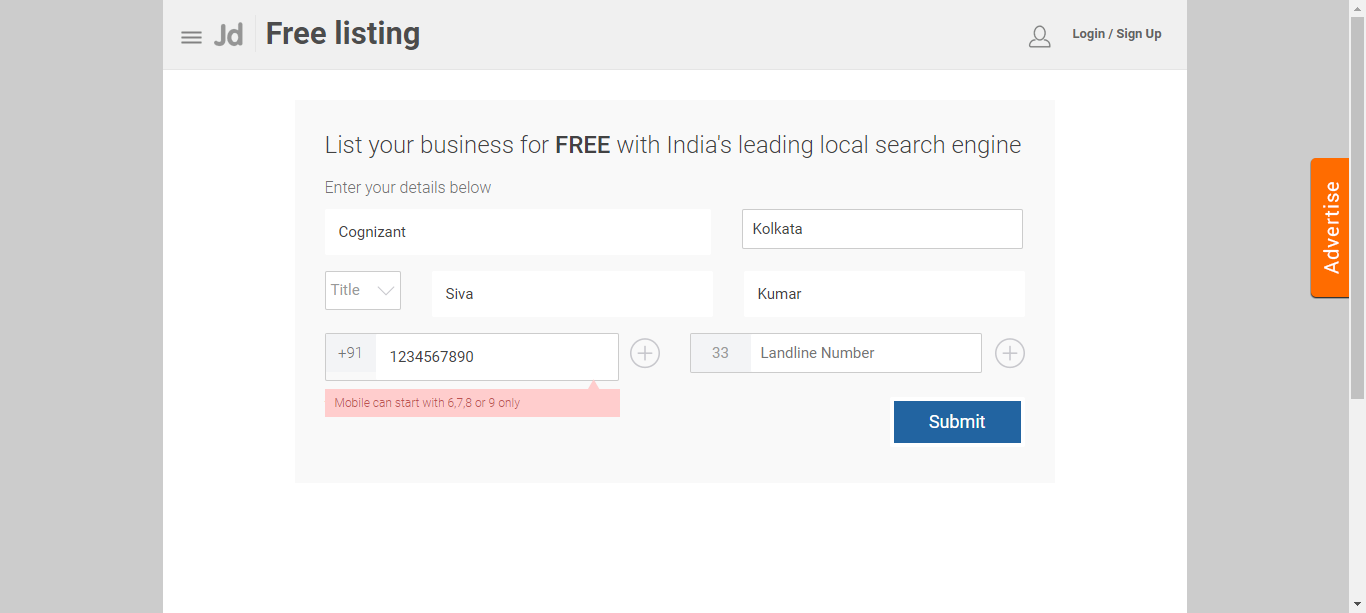 Jd Free listing Login / Sign Up
List your business for FREE with India's leading local search engine
Enter your details below
Cognizant Kolkata
Title Siva Kumar
+91 1234567890 33 Landline Number
Mobile can start with 6,7,8 or 9 only
Submit
Advertise